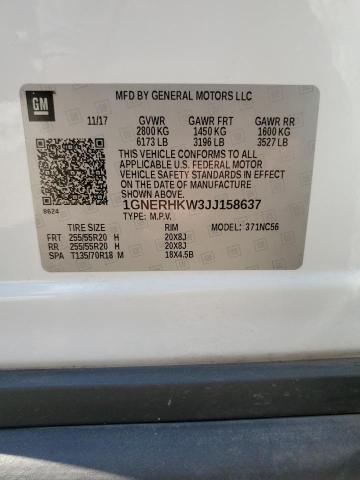 GM
MFD BY GENERAL MOTORS LLC
11/17 GVWR GAWR FRT GAWR RR
2800 KG 1450 KG 1600 KG
6173 LB 3196 LB 3527 LB
THIS VEHICLE CONFORMS TO ALL
APPLICABLE U.S. FEDERAL MOTOR
VEHICLE SAFETY STANDARDS IN EFFECT
ON THE DATE OF MANUFACTURE
SHOWN ABOVE.
8624
1GNERHKW3JJ158637
TYPE: M.P.V.
TIRE SIZE RIM 371NC56
FRT 255/55R20 H 20X8J
RR 255/55R20 H 20X8J
SPA T135/70R18 M 18X4.5B